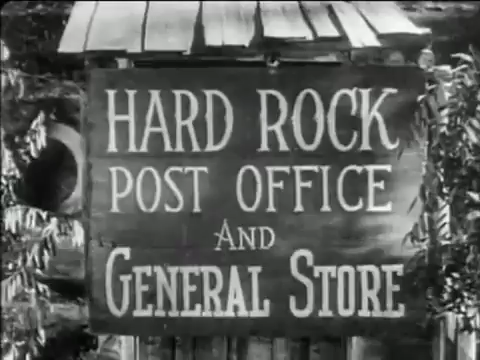 HARD ROCK
POST OFFICE
AND
GENERAL STORE